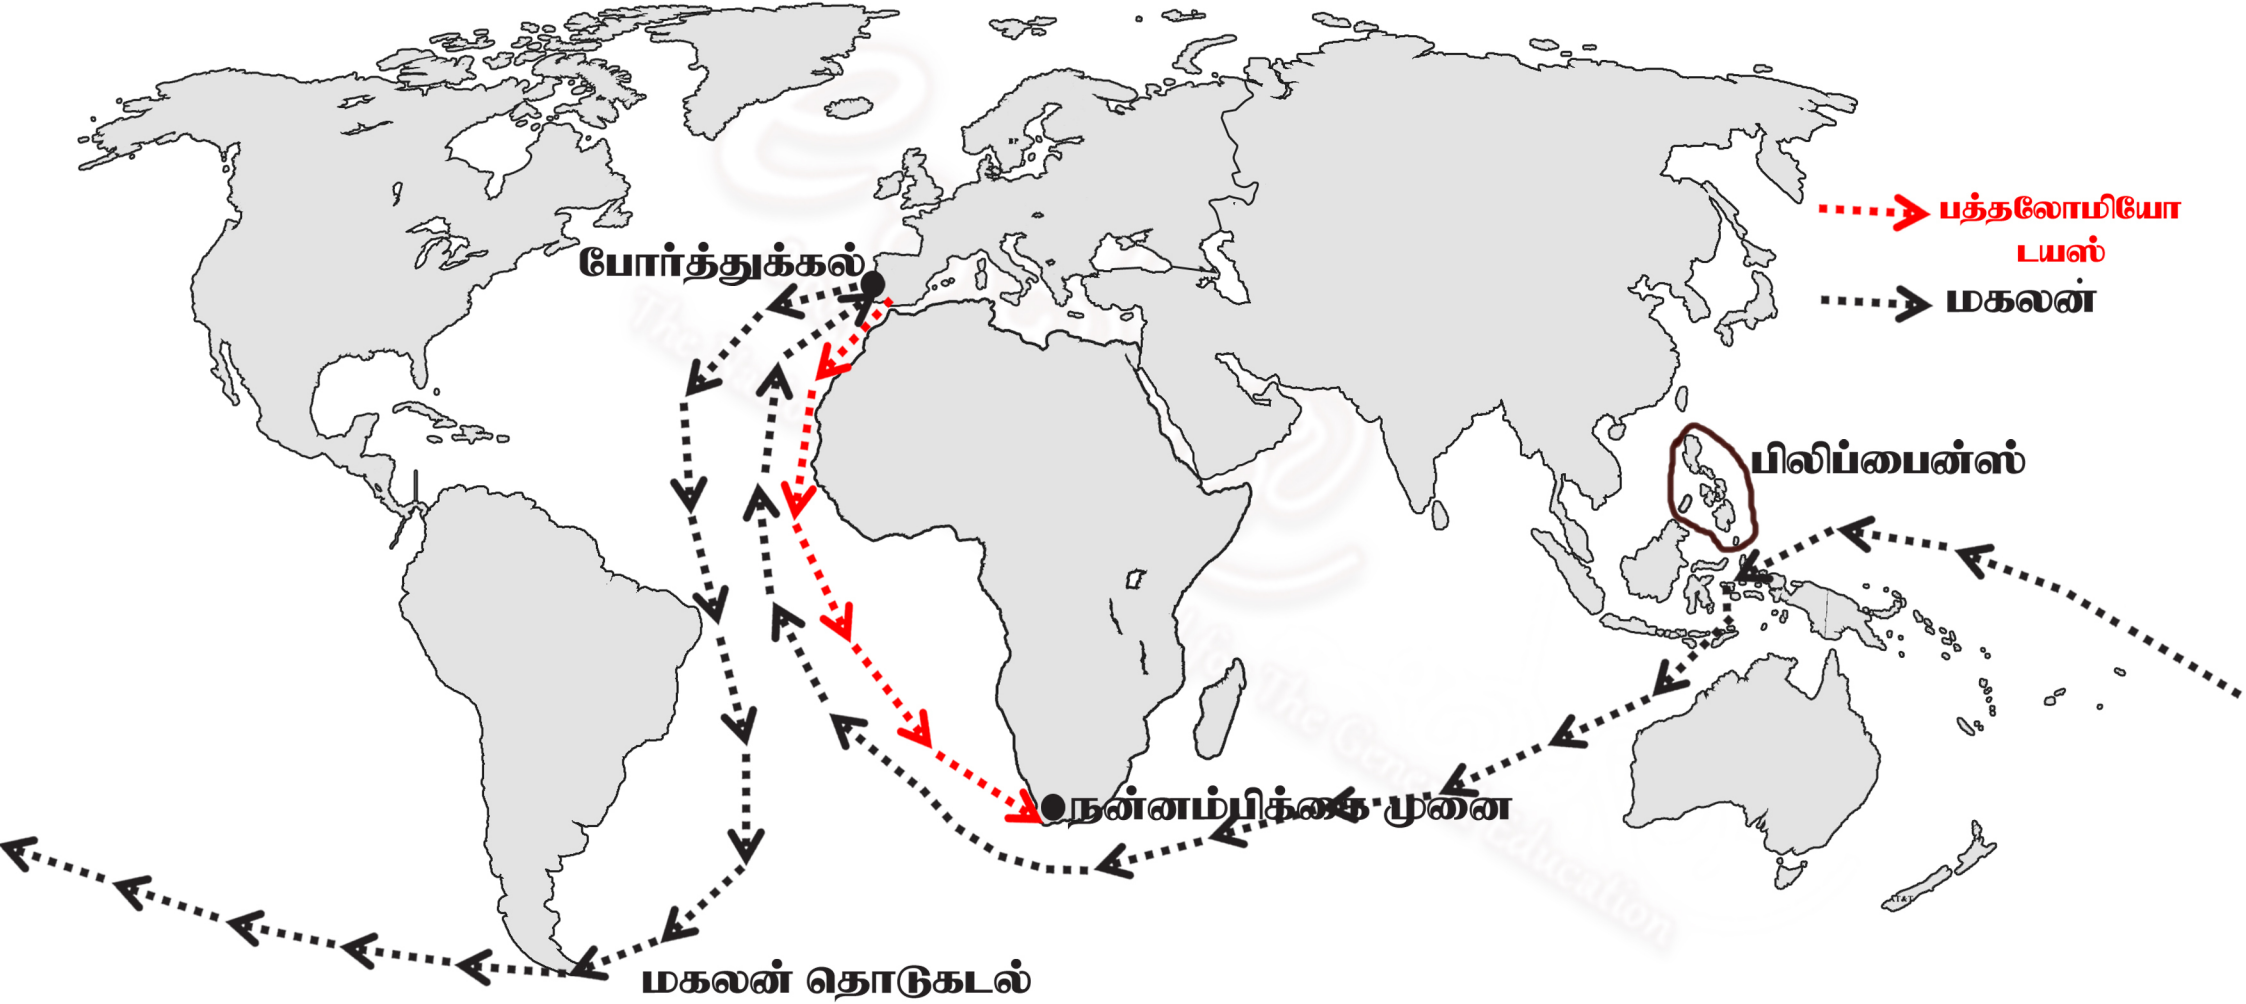 பத்தலோமியோ
டயஸ்
போர்த்துக்கல்
மகலன்
பிலிப்பைன்ஸ்
நன்னம்பிக்கை முனை
மகலன் தொடுகடல்